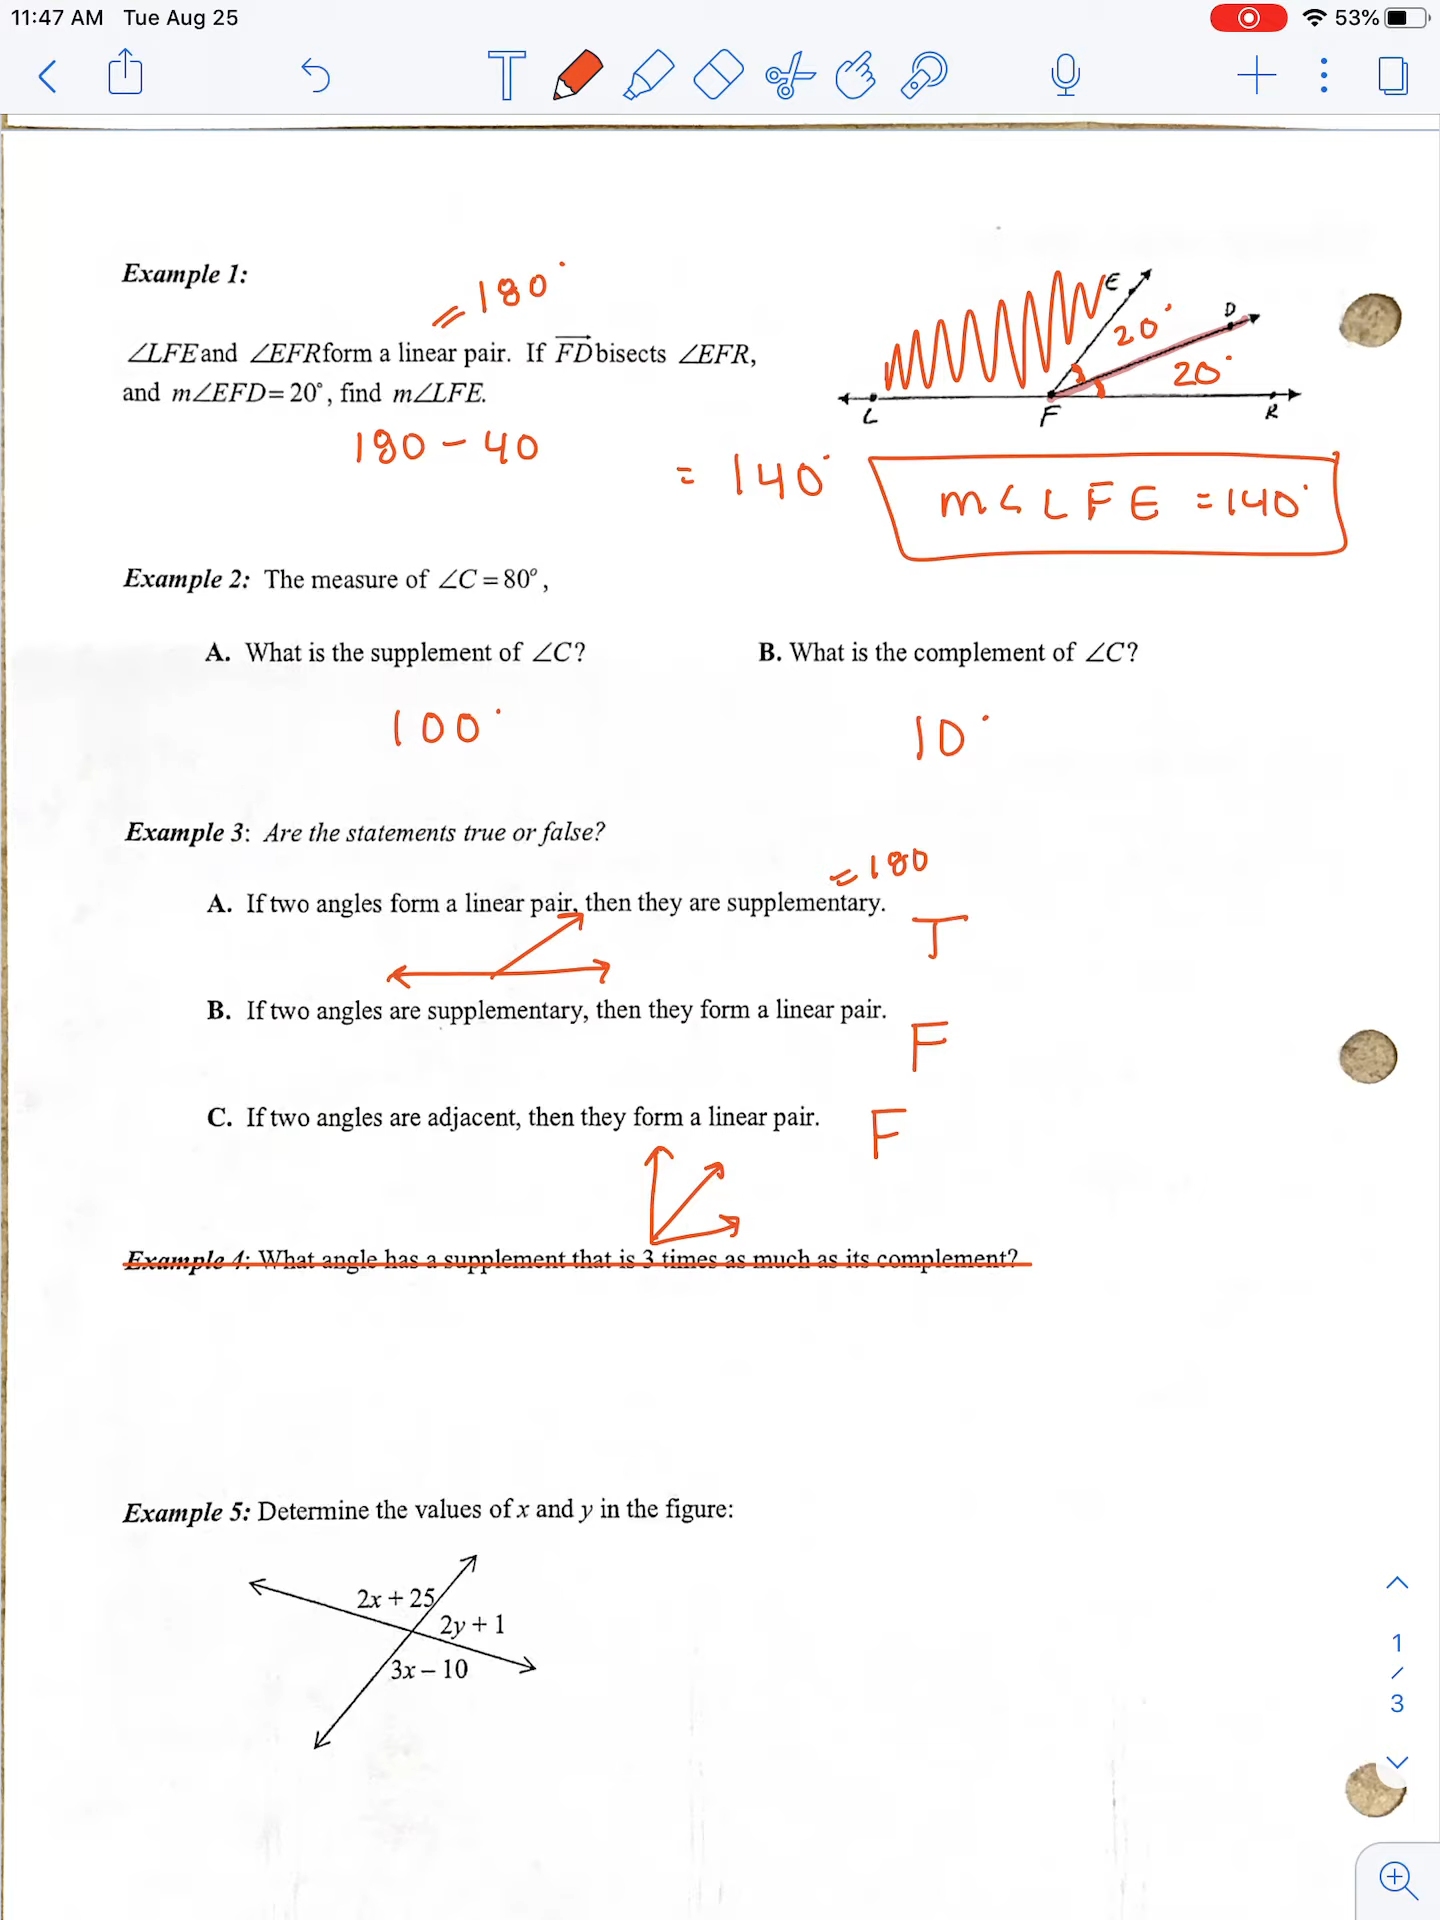 11:47 AM Tue Aug 25 53%
T
Example 1:
= 180°
∠LFE and ∠EFR form a linear pair. If FD bisects ∠EFR,
and m∠EFD = 20°, find m∠LFE.
180 - 40
= 140°
E
20°
D
20°
L
F
R
m∠LFE = 140°
Example 2: The measure of ∠C = 80°,
A. What is the supplement of ∠C?
B. What is the complement of ∠C?
100°
10°
Example 3: Are the statements true or false?
= 180
A. If two angles form a linear pair, then they are supplementary.
T
B. If two angles are supplementary, then they form a linear pair.
F
C. If two angles are adjacent, then they form a linear pair.
F
Example 4: What angle has a supplement that is 3 times as much as its complement?
Example 5: Determine the values of x and y in the figure:
2x + 25
2y + 1
3x – 10
1
/
3